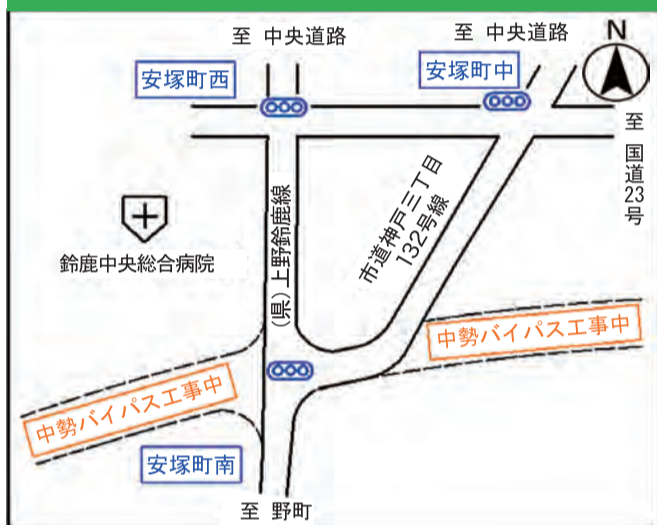 至 中央道路
至 中央道路
N
安塚町西
安塚町中
至 国道23号
市道神戸三丁目
132号線
(県)上野鈴鹿線
鈴鹿中央総合病院
中勢バイパス工事中
中勢バイパス工事中
安塚町南
至 野町